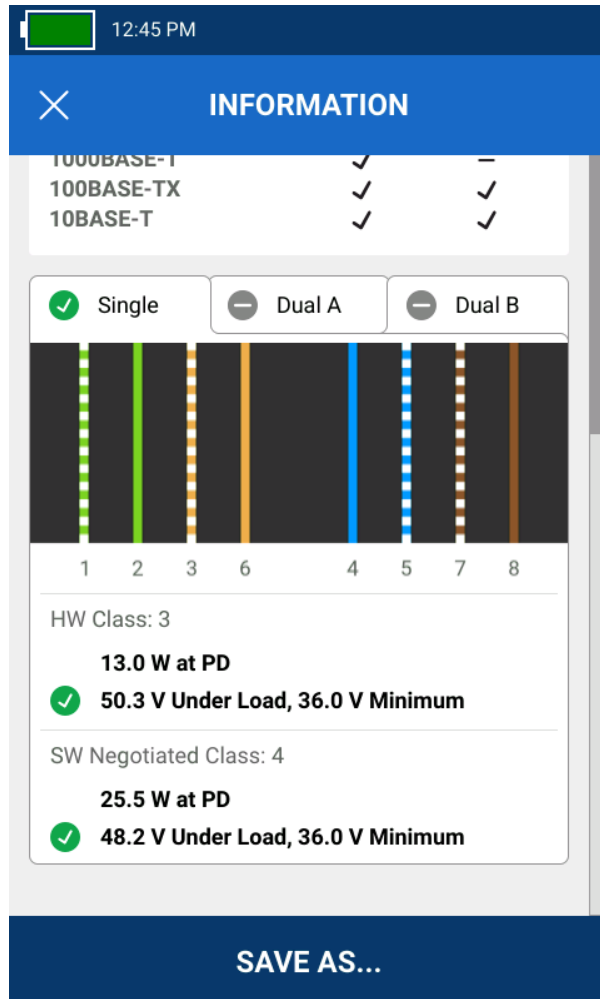 12:45 PM
INFORMATION
1000BASE-T
100BASE-TX
10BASE-T
Single Dual A Dual B
1 2 3 6 4 5 7 8
HW Class: 3
13.0 W at PD
50.3 V Under Load, 36.0 V Minimum
SW Negotiated Class: 4
25.5 W at PD
48.2 V Under Load, 36.0 V Minimum
SAVE AS...